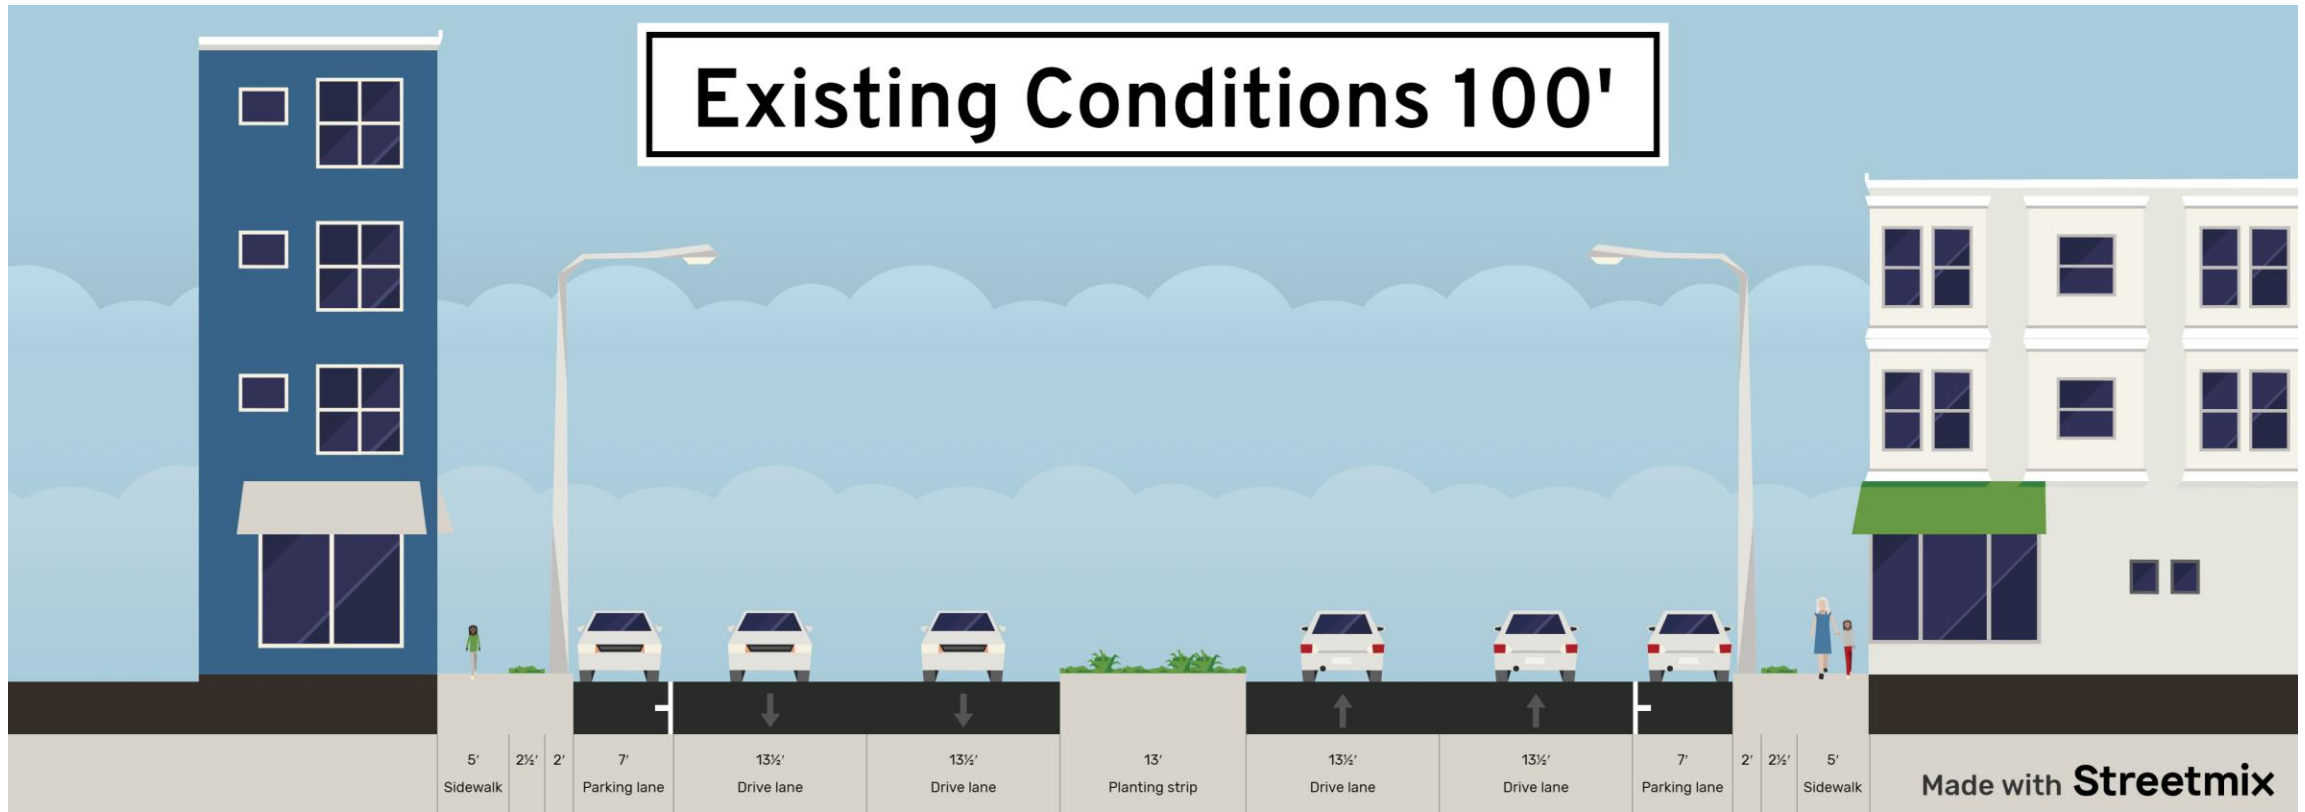 Existing Conditions 100'
5' 2½' 2' 7' 13½' 13½' 13' 13½' 13½' 7' 2' 2½' 5'
Sidewalk Parking lane Drive lane Drive lane Planting strip Drive lane Drive lane Parking lane Sidewalk
Made with Streetmix